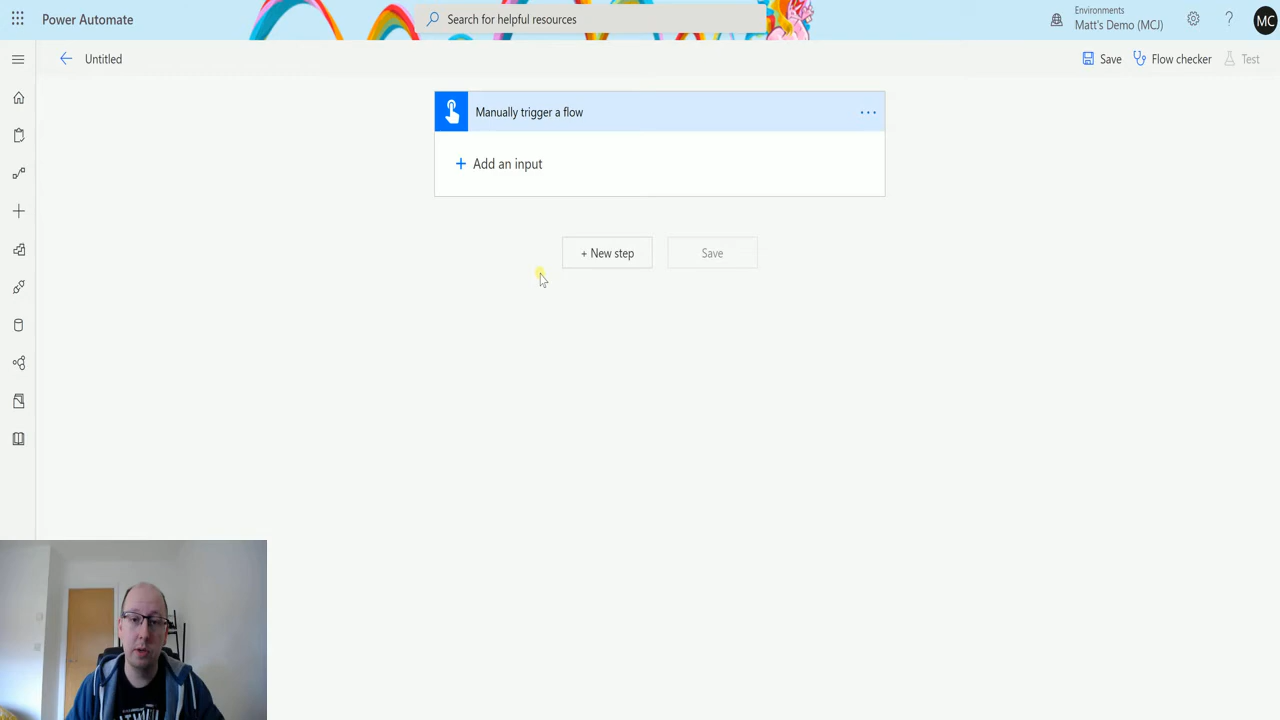 Power Automate
Search for helpful resources
Environments
Matt's Demo (MCJ)
MC
Untitled
Save
Flow checker
Test
Manually trigger a flow
+ Add an input
+ New step
Save